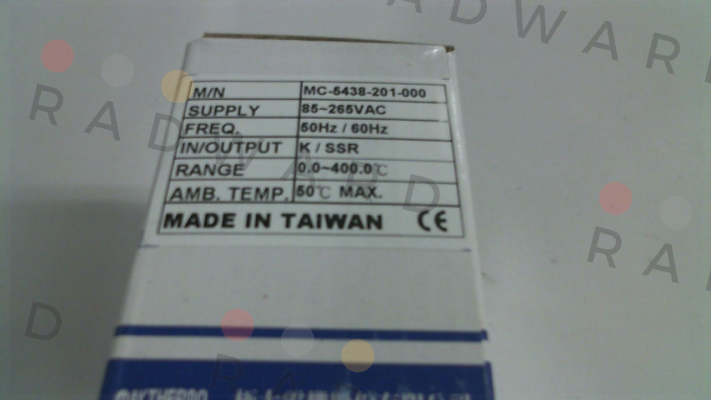 M/N MC-5438-201-000
SUPPLY 85~265VAC
FREQ. 50Hz / 60Hz
IN/OUTPUT K / SSR
RANGE 0.0~400.0℃
AMB. TEMP. 50℃ MAX.
MADE IN TAIWAN CE
RADWARD